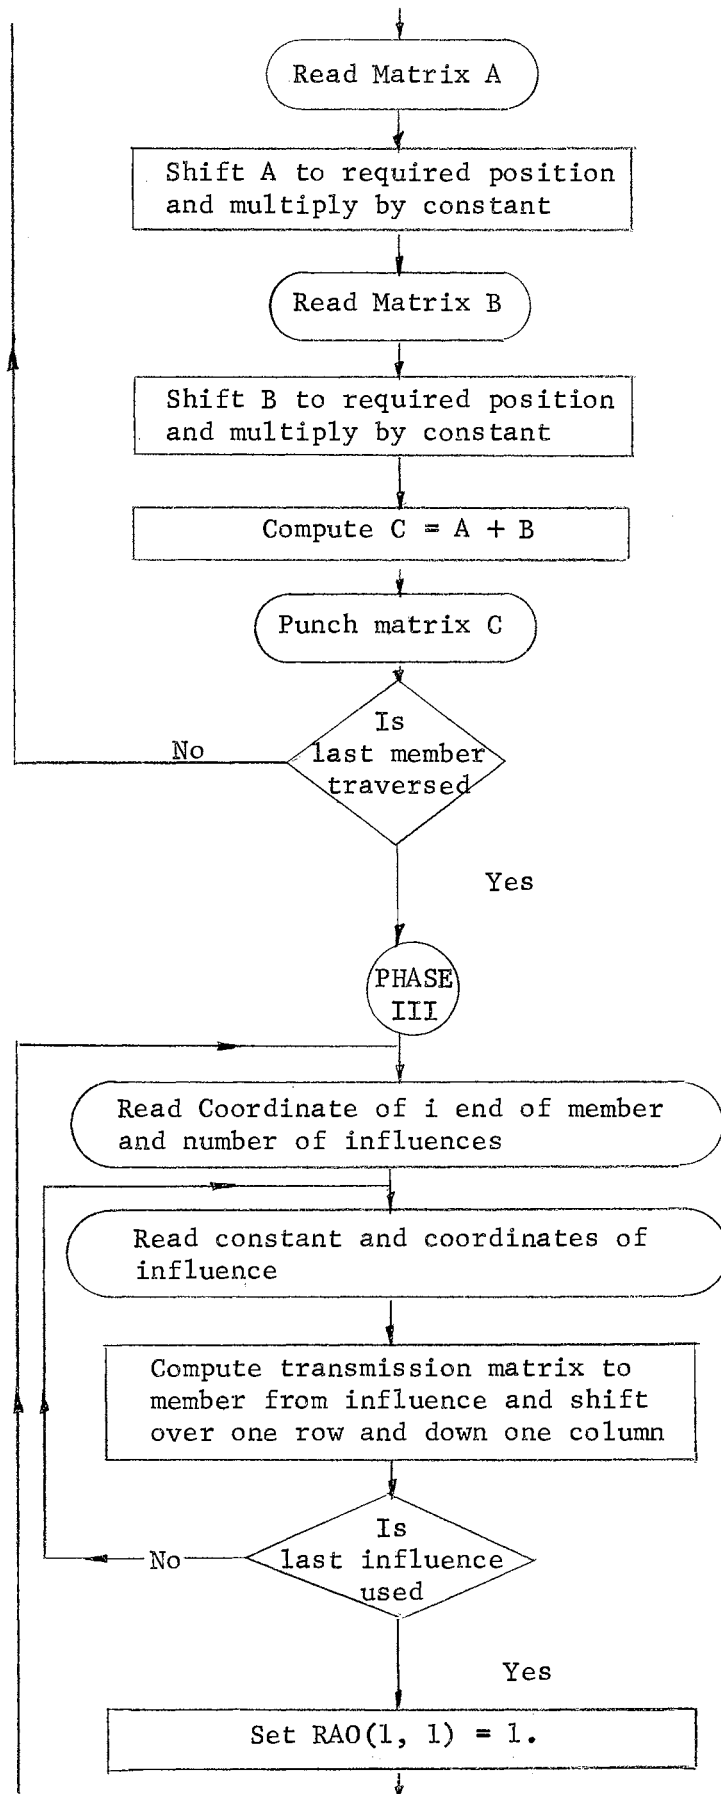 Read Matrix A
Shift A to required position
and multiply by constant
Read Matrix B
Shift B to required position
and multiply by constant
Compute C = A + B
Punch matrix C
Is
last member
traversed
No
Yes
PHASE
III
Read Coordinate of i end of member
and number of influences
Read constant and coordinates of
influence
Compute transmission matrix to
member from influence and shift
over one row and down one column
Is
last influence
used
No
Yes
Set RAO(1, 1) = 1.